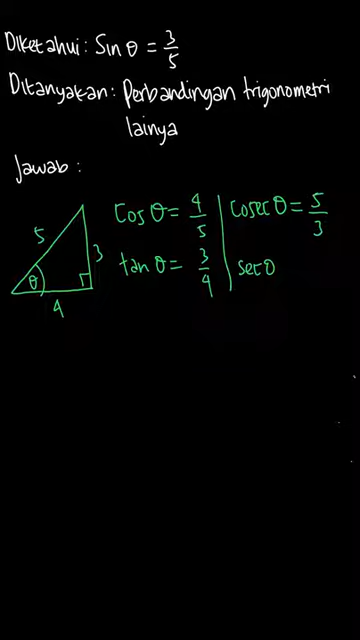 Diketahui: Sin θ = 3/5
Ditanyakan: Perbandingan trigonometri
lainya
Jawab:
5
3
θ
4
Cos θ = 4/5
tan θ = 3/4
Cosec θ = 5/3
sec θ